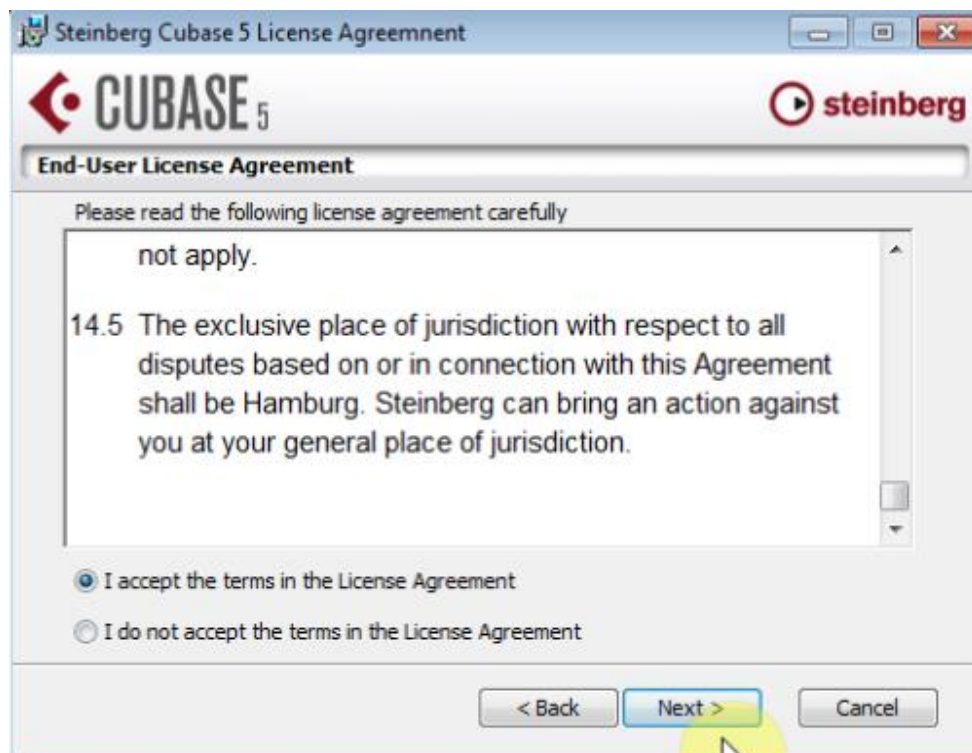 Steinberg Cubase 5 License Agreemnent
CUBASE 5
steinberg
End-User License Agreement
Please read the following license agreement carefully
not apply.
14.5 The exclusive place of jurisdiction with respect to all
disputes based on or in connection with this Agreement
shall be Hamburg. Steinberg can bring an action against
you at your general place of jurisdiction.
I accept the terms in the License Agreement
I do not accept the terms in the License Agreement
< Back Next > Cancel